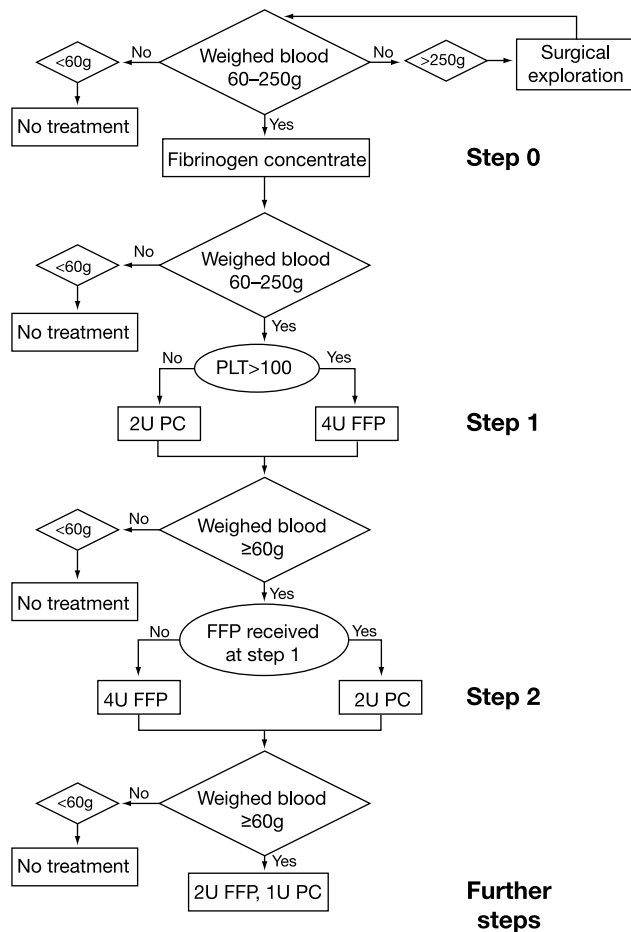 <60g
No
Weighed blood
60–250g
No
>250g
Surgical
exploration
No treatment
Yes
Fibrinogen concentrate
Step 0
<60g
No
Weighed blood
60–250g
No treatment
Yes
No
PLT>100
Yes
2U PC
4U FFP
Step 1
<60g
No
Weighed blood
≥60g
No treatment
Yes
No
FFP received
at step 1
Yes
4U FFP
2U PC
Step 2
<60g
No
Weighed blood
≥60g
No treatment
Yes
2U FFP, 1U PC
Further
steps